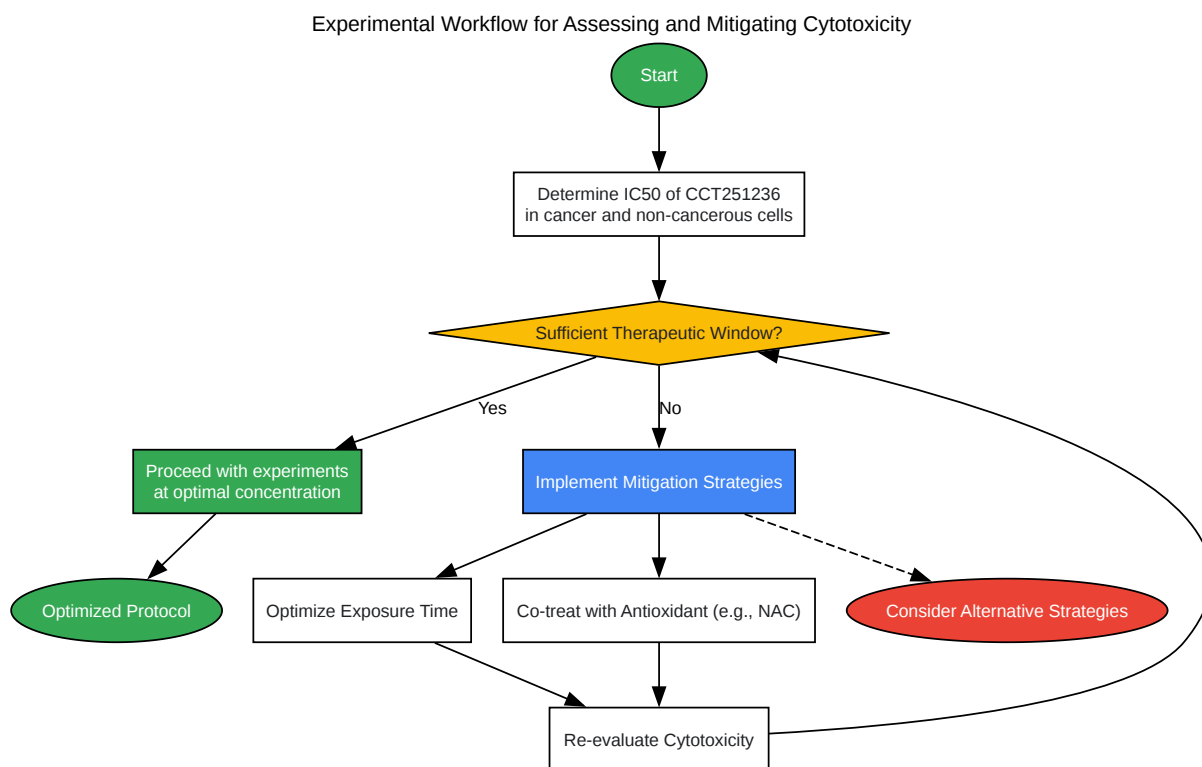 Experimental Workflow for Assessing and Mitigating Cytotoxicity
Start
Determine IC50 of CCT251236
in cancer and non-cancerous cells
Sufficient Therapeutic Window?
Yes
No
Proceed with experiments
at optimal concentration
Implement Mitigation Strategies
Optimized Protocol
Optimize Exposure Time
Co-treat with Antioxidant (e.g., NAC)
Consider Alternative Strategies
Re-evaluate Cytotoxicity